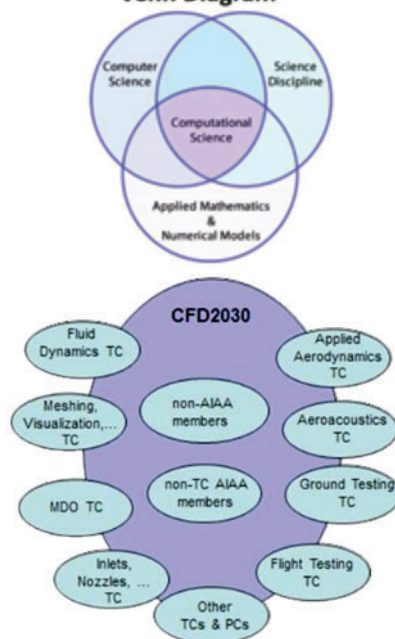 Venn Diagram
Computer
Science
Science
Discipline
Computational
Science
Applied Mathematics
&
Numerical Models
CFD2030
Fluid
Dynamics TC
Applied
Aerodynamics
TC
non-AIAA
members
Meshing,
Visualization,...
TC
Aeroacoustics
TC
non-TC AIAA
members
MDO TC
Ground Testing
TC
Inlets,
Nozzles, ...
TC
Flight Testing
TC
Other
TCs & PCs